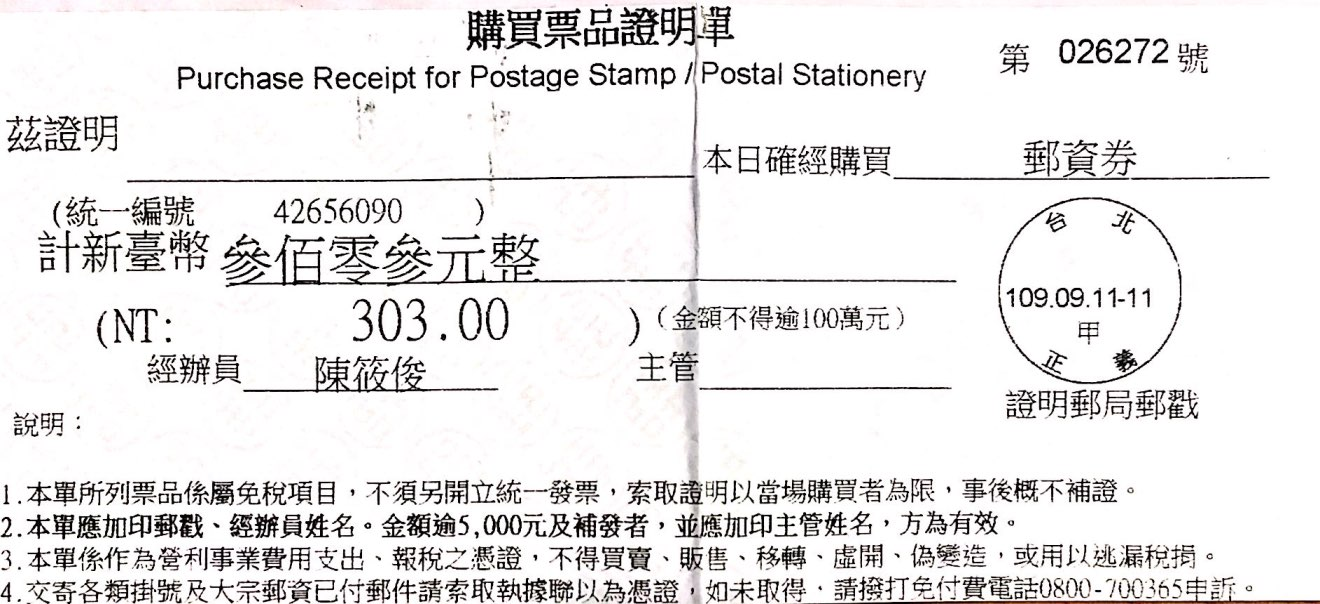 購買票品證明單
第 026272 號
Purchase Receipt for Postage Stamp / Postal Stationery
茲證明
本日確經購買 郵資券
(統一編號 42656090 )
計新臺幣 參佰零參元整
(NT: 303.00 ) (金額不得逾100萬元)
經辦員 陳筱俊 主管
台北
109.09.11-11
甲
正義
證明郵局郵戳
說明：
1.本單所列票品係屬免稅項目，不須另開立統一發票，索取證明以當場購買者為限，事後概不補證。
2.本單應加印郵戳、經辦員姓名。金額逾5,000元及補發者，並應加印主管姓名，方為有效。
3.本單係作為營利事業費用支出、報稅之憑證，不得買賣、販售、移轉、虛開、偽變造，或用以逃漏稅捐。
4.交寄各類掛號及大宗郵資已付郵件請索取執據聯以為憑證，如未取得，請撥打免付費電話0800-700365申訴。